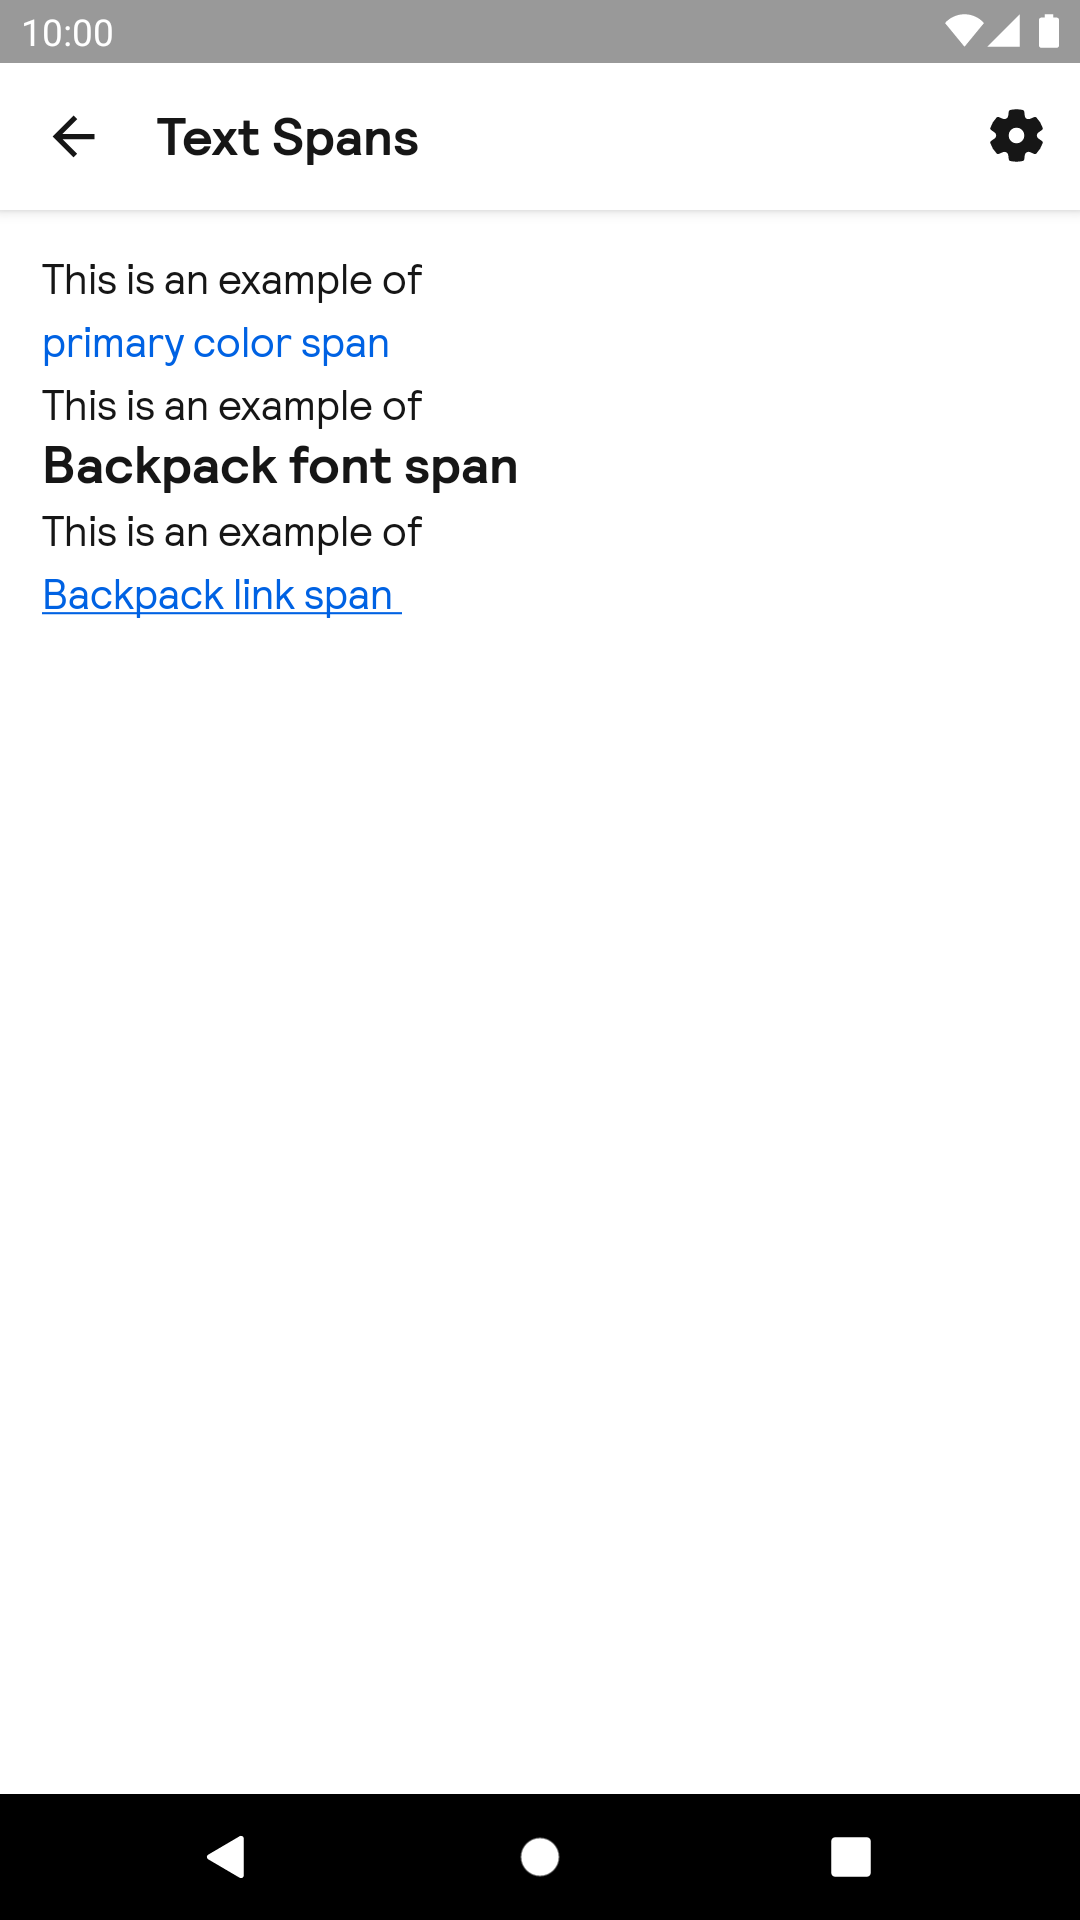 10:00
Text Spans
This is an example of
primary color span
This is an example of
Backpack font span
This is an example of
Backpack link span